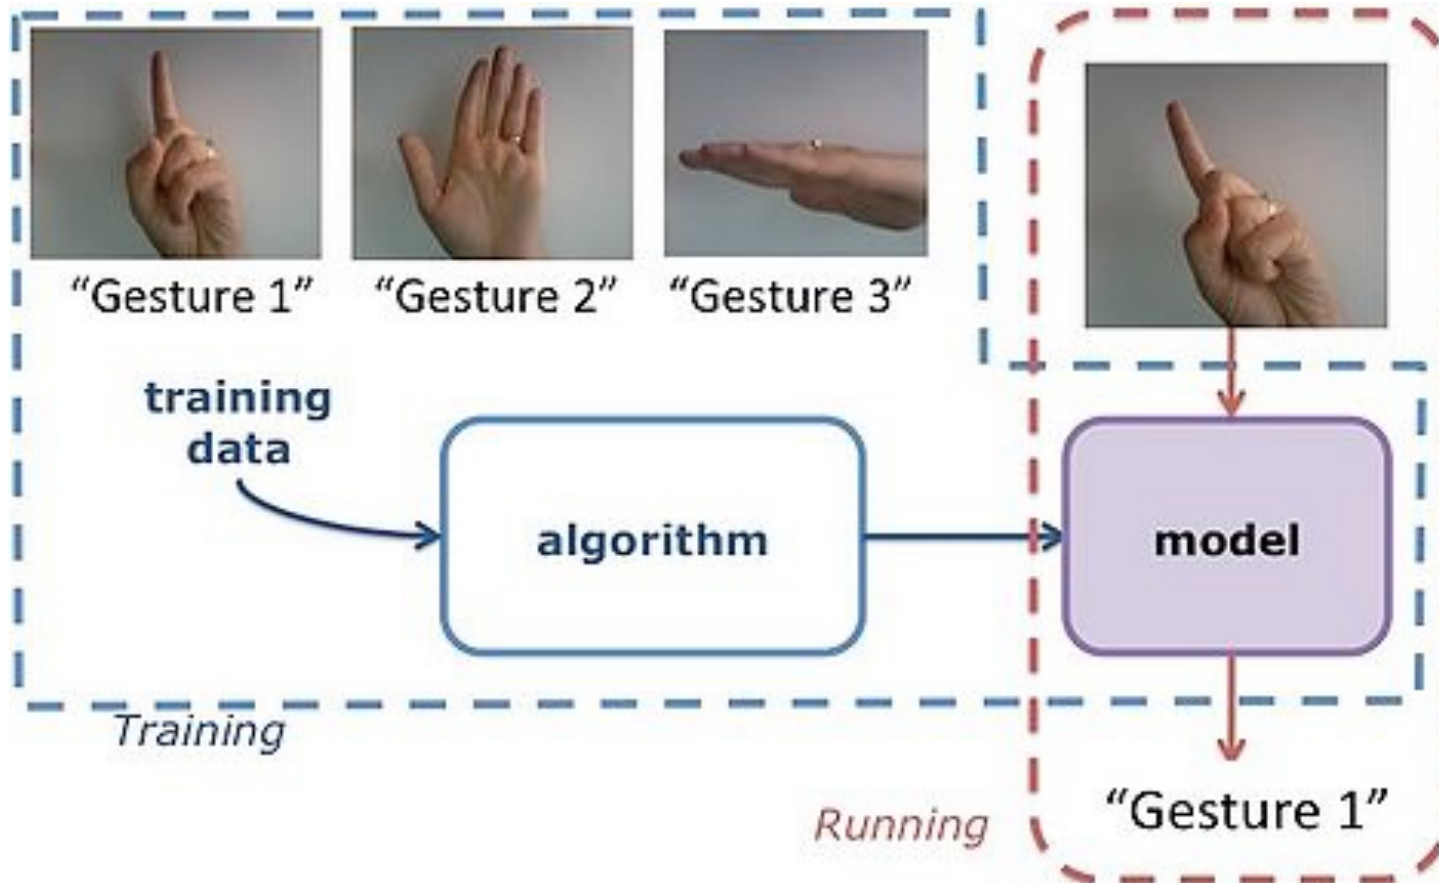 “Gesture 1”
“Gesture 2”
“Gesture 3”
training
data
algorithm
model
Training
Running
“Gesture 1”